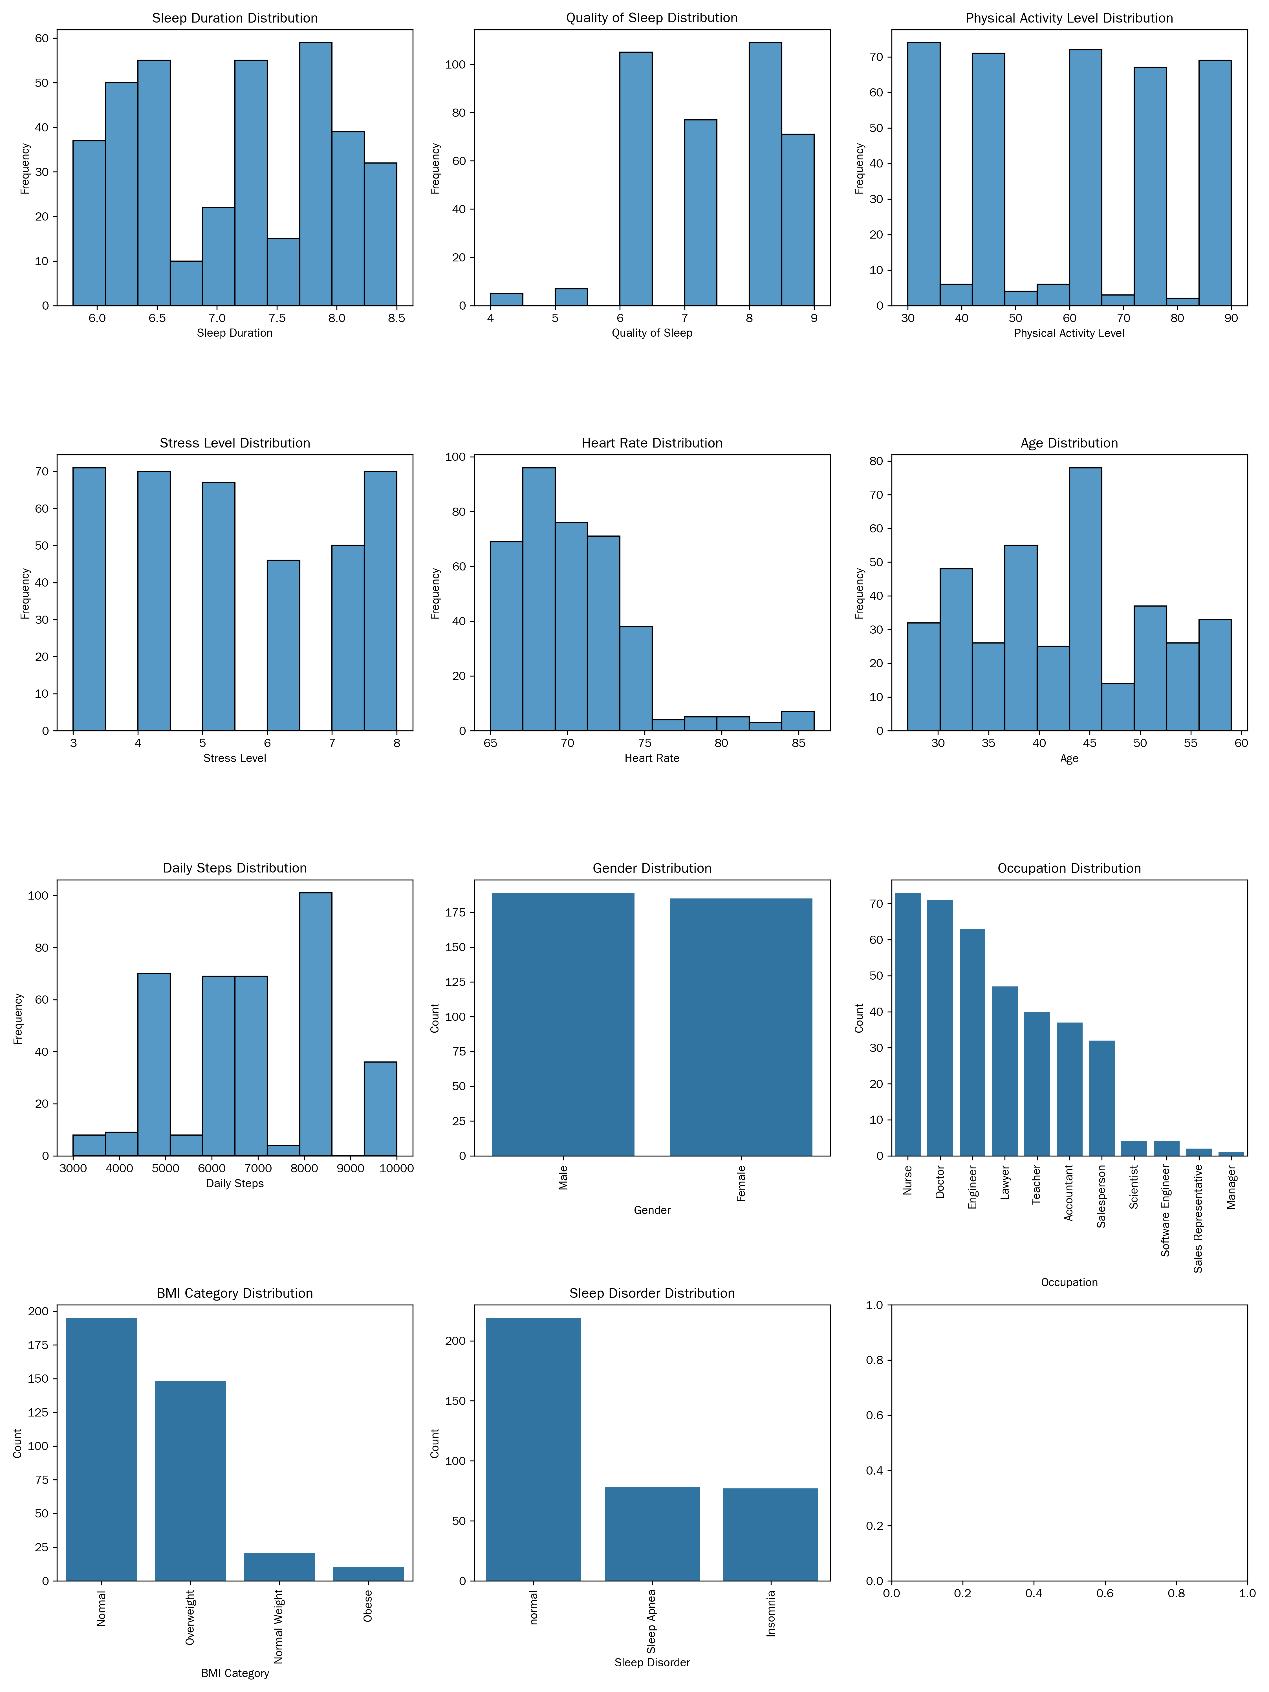 Sleep Duration Distribution
60
50
40
30
20
10
0
Frequency
6.0 6.5 7.0 7.5 8.0 8.5
Sleep Duration
Quality of Sleep Distribution
100
80
60
40
20
0
Frequency
4 5 6 7 8 9
Quality of Sleep
Physical Activity Level Distribution
70
60
50
40
30
20
10
0
Frequency
30 40 50 60 70 80 90
Physical Activity Level
Stress Level Distribution
70
60
50
40
30
20
10
0
Frequency
3 4 5 6 7 8
Stress Level
Heart Rate Distribution
100
80
60
40
20
0
Frequency
65 70 75 80 85
Heart Rate
Age Distribution
80
70
60
50
40
30
20
10
0
Frequency
30 35 40 45 50 55 60
Age
Daily Steps Distribution
100
80
60
40
20
0
Frequency
3000 4000 5000 6000 7000 8000 9000 10000
Daily Steps
Gender Distribution
175
150
125
100
75
50
25
0
Count
Male
Female
Gender
Occupation Distribution
70
60
50
40
30
20
10
0
Count
Nurse
Doctor
Engineer
Lawyer
Teacher
Accountant
Salesperson
Scientist
Software Engineer
Sales Representative
Manager
Occupation
BMI Category Distribution
200
175
150
125
100
75
50
25
0
Count
Normal
Overweight
Normal Weight
Obese
BMI Category
Sleep Disorder Distribution
200
150
100
50
0
Count
normal
Sleep Apnea
Insomnia
Sleep Disorder
1.0
0.8
0.6
0.4
0.2
0.0
0.0 0.2 0.4 0.6 0.8 1.0